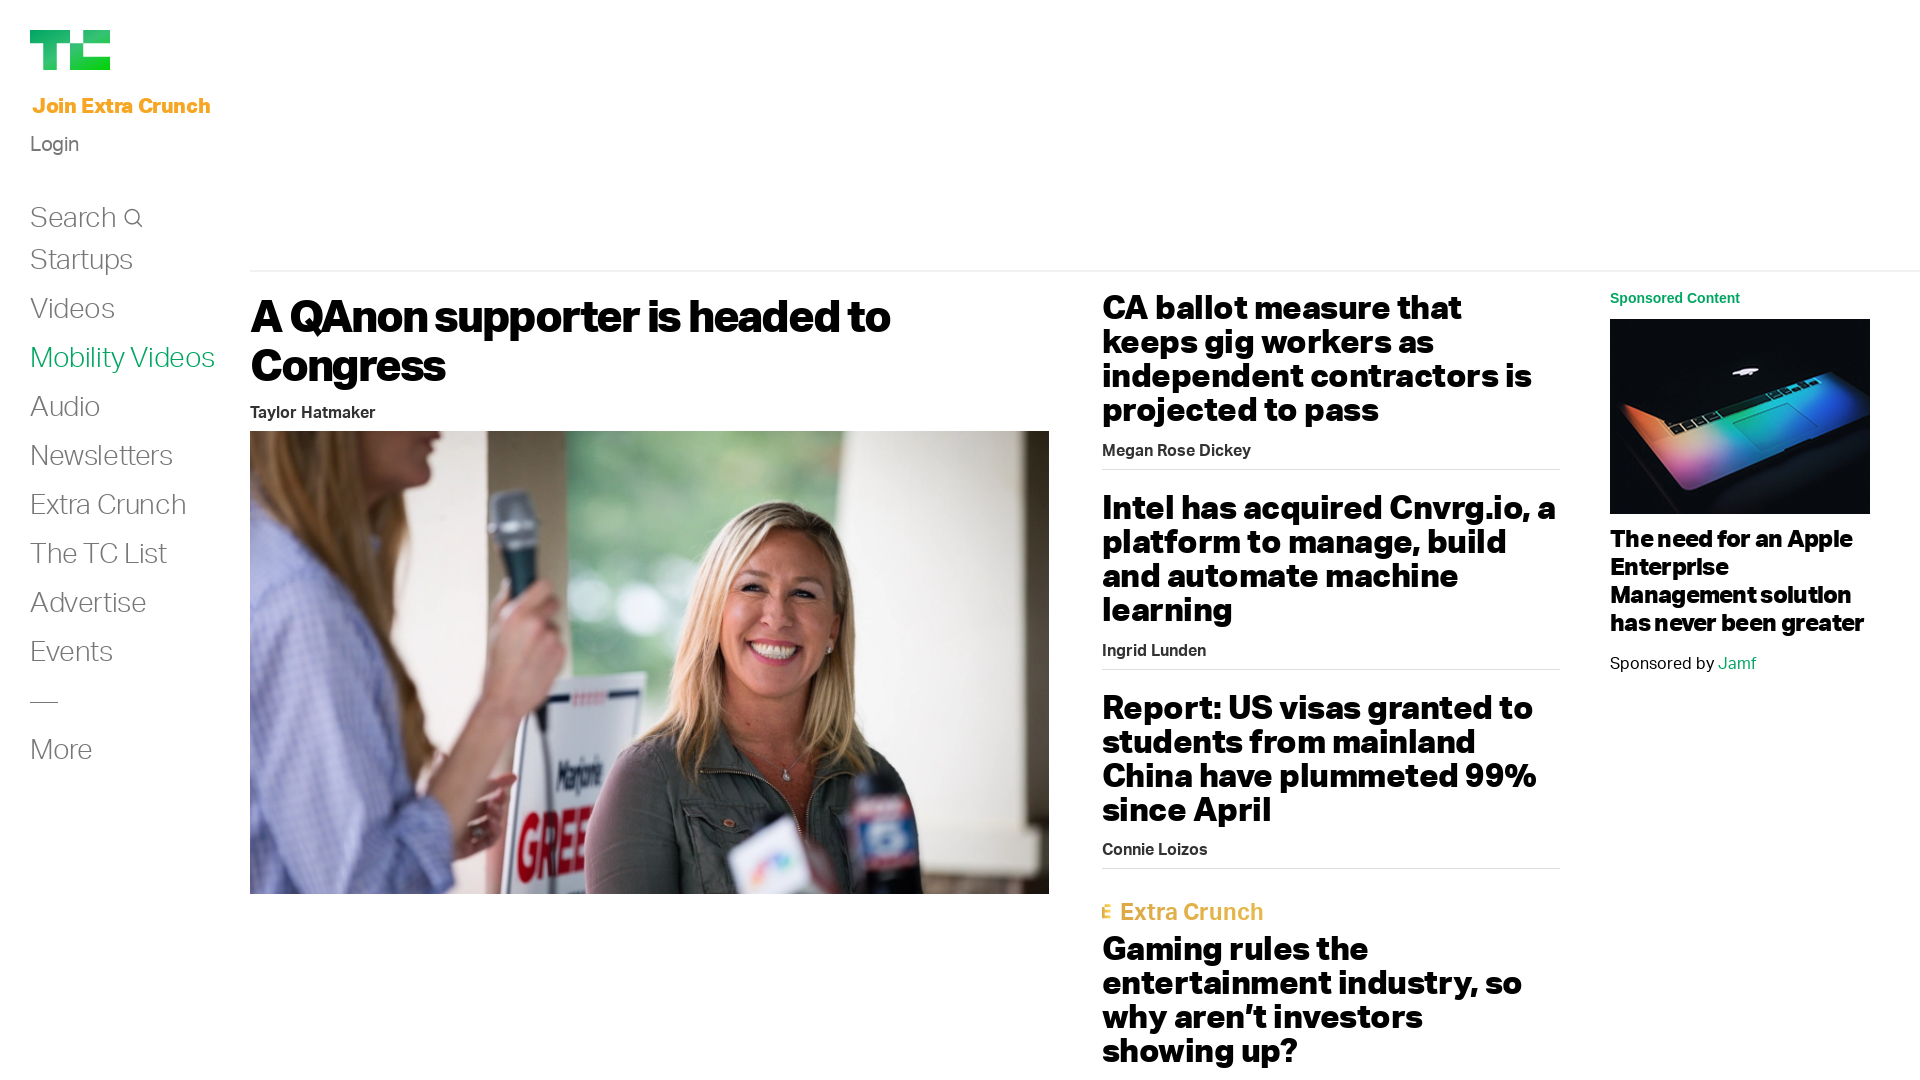 TC
Join Extra Crunch
Login
Search
Startups
Videos
Mobility Videos
Audio
Newsletters
Extra Crunch
The TC List
Advertise
Events
More
A QAnon supporter is headed to
Congress
Taylor Hatmaker
Marjorie
GREE
5
CA ballot measure that
keeps gig workers as
independent contractors is
projected to pass
Megan Rose Dickey
Intel has acquired Cnvrg.io, a
platform to manage, build
and automate machine
learning
Ingrid Lunden
Report: US visas granted to
students from mainland
China have plummeted 99%
since April
Connie Loizos
Extra Crunch
Gaming rules the
entertainment industry, so
why aren’t investors
showing up?
Sponsored Content
The need for an Apple
Enterprise
Management solution
has never been greater
Sponsored by Jamf